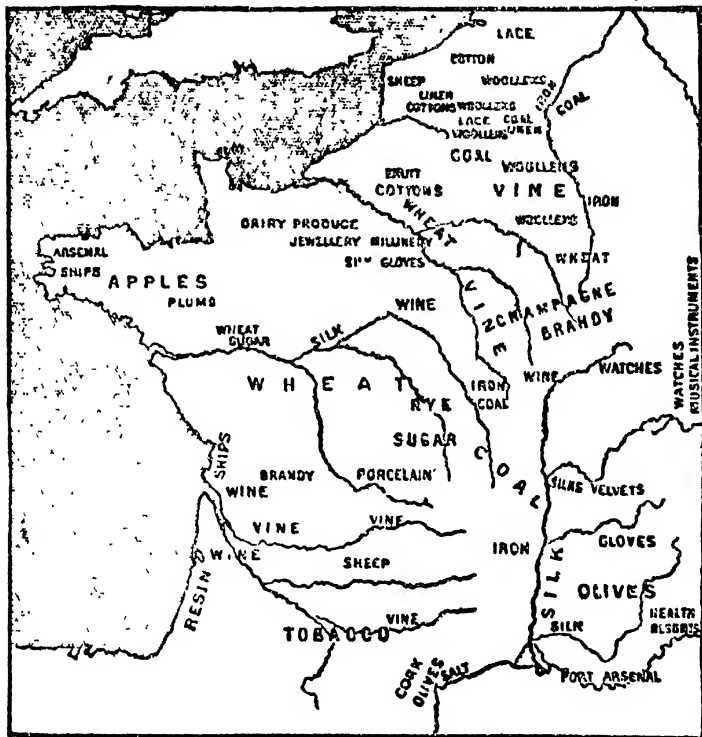 LACE
COTTON
SHEEP
WOOLLENS
LINEN
COTTONS
WOOLLENS
IRON
COAL
LACE
COAL
WOOLLENS
LINEN
COAL
WOOLLENS
FRUIT
COTTONS
VINE
IRON
WHEAT
WOOLLENS
DAIRY PRODUCE
JEWELLERY MILLINERY
SILK GLOVES
WHEAT
ARSENAL
SHIPS
APPLES
PLUMS
VINE
CHAMPAGNE
BRANDY
WINE
WHEAT
SUGAR
SILK
WINE
WATCHES
WATCHES
MUSICAL INSTRUMENTS
WHEAT
RYE
IRON
COAL
SUGAR
COAL
SHIPS
BRANDY
PORCELAIN
SILKS VELVETS
WINE
VINE
VINE
WINE
IRON
GLOVES
SHEEP
SILK
OLIVES
RESIN
TOBACCO
VINE
SILK
HEALTH
RESORTS
CORK
OLIVES
SALT
PORT ARSENAL